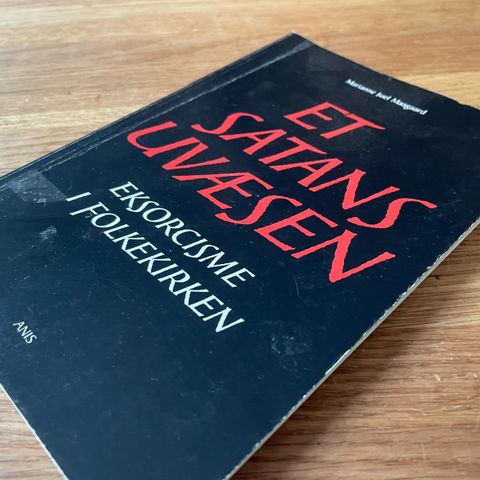 Marianne Juel Maagaard
ET
SATANS
UVÆSEN
EKSORCISME
I FOLKEKIRKEN
ANIS